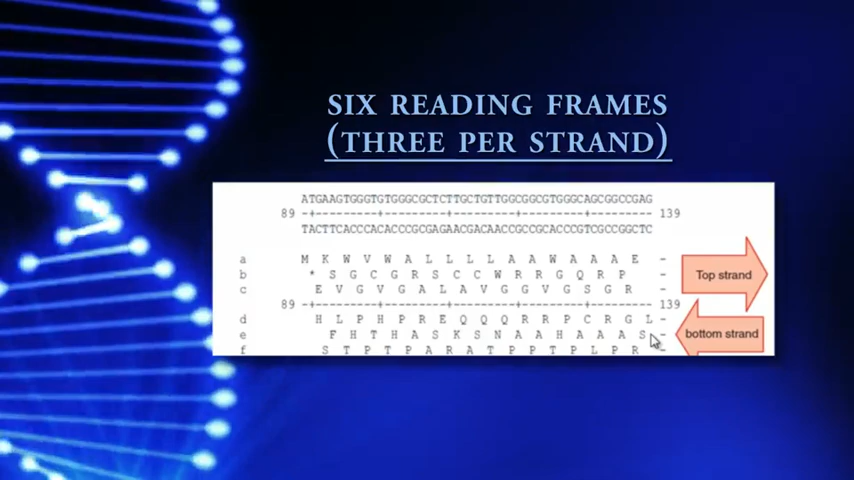 SIX READING FRAMES
(THREE PER STRAND)
ATGAAGTGGGTGTGGGCGCTCTTGCTGTTGGCGGCGTGGGCAGCGGCCGAG
89 -+---------+---------+---------+---------+---------+ 139
TACTTCACCCACACCCGCGAGAACGACAACCGCCGCACCCGTCGCCGGCTC
a M K W V W A L L L L A A W A A A E -
b * S G C G R S C C W R R G Q R P -
c E V G V G A L A V G G V G S G R -
89 -+---------+---------+---------+---------+---------+ 139
d H L P H P R E Q Q Q R R P C R G L -
e F H T H A S K S N A A H A A A S -
f S T P T P A R A T P P T P L P R -
Top strand
bottom strand